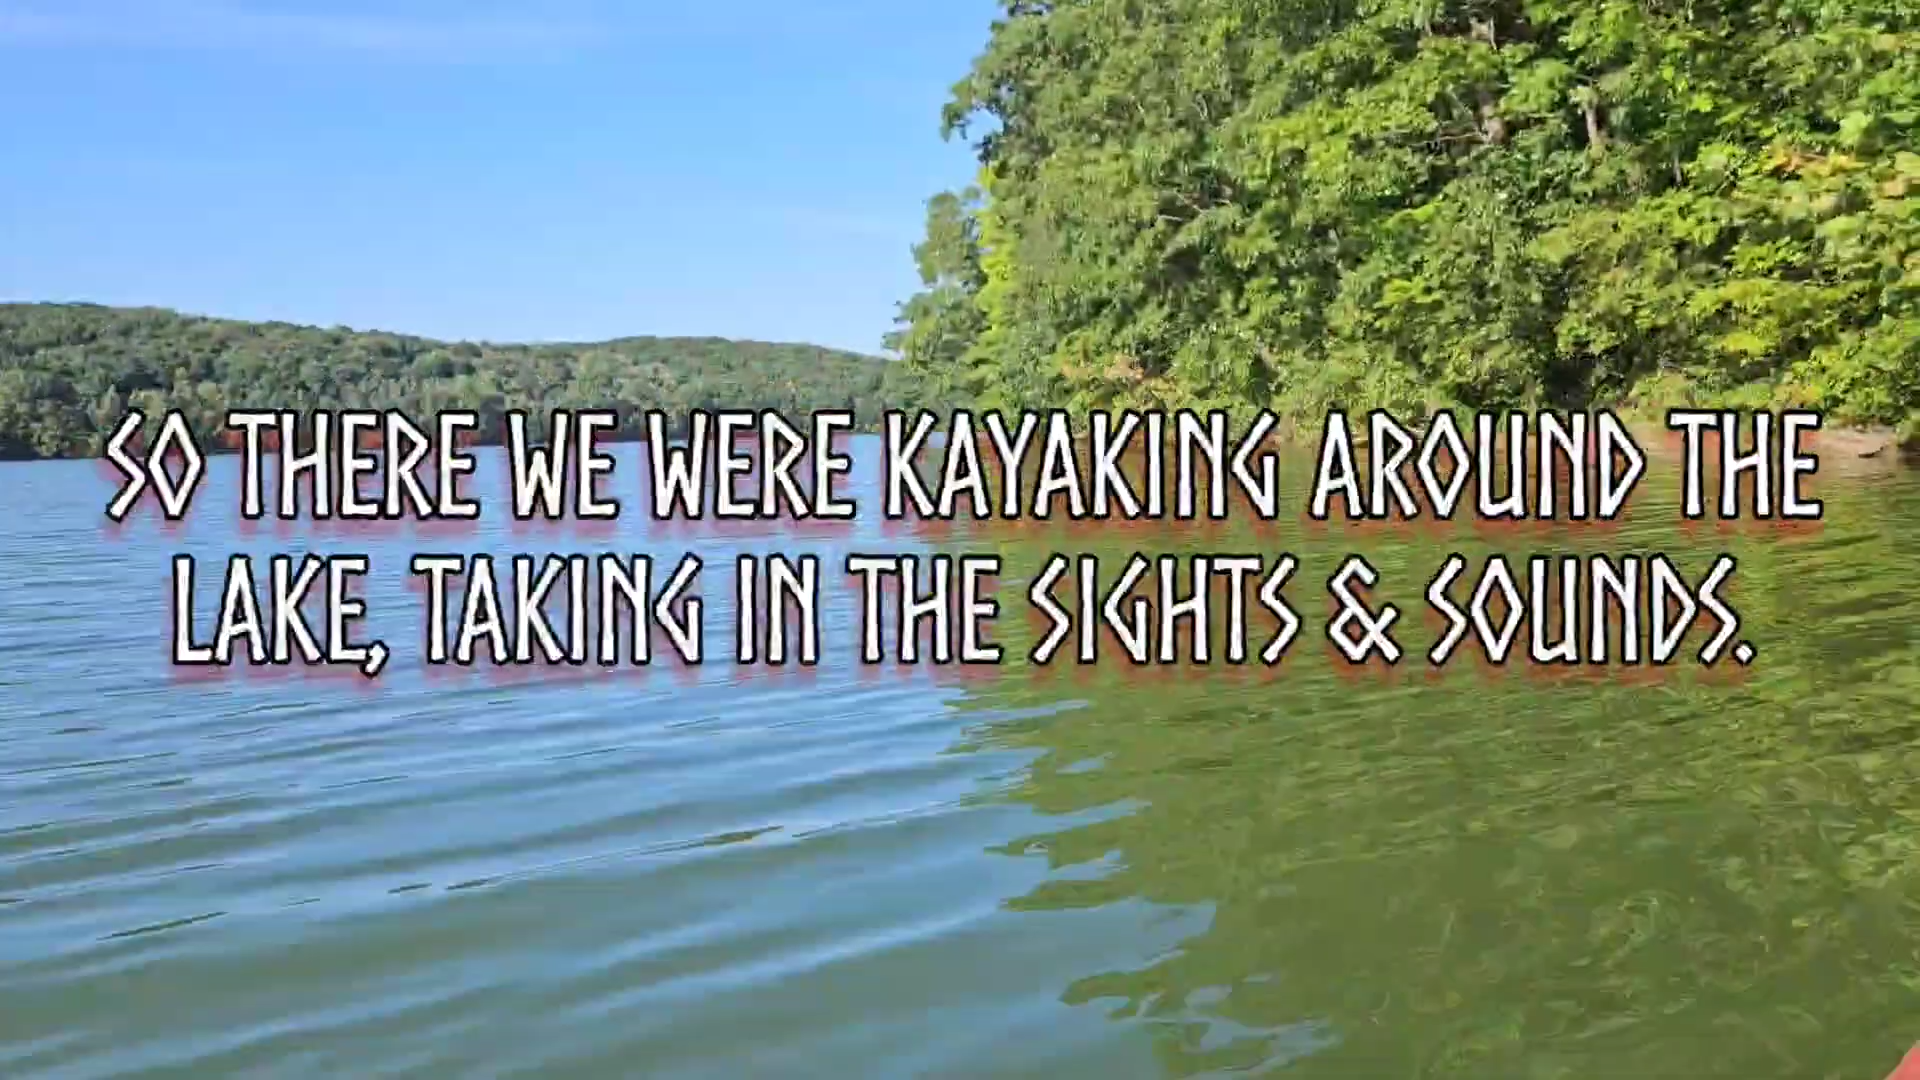 SO THERE WE WERE KAYAKING AROUND THE
LAKE, TAKING IN THE SIGHTS & SOUNDS.